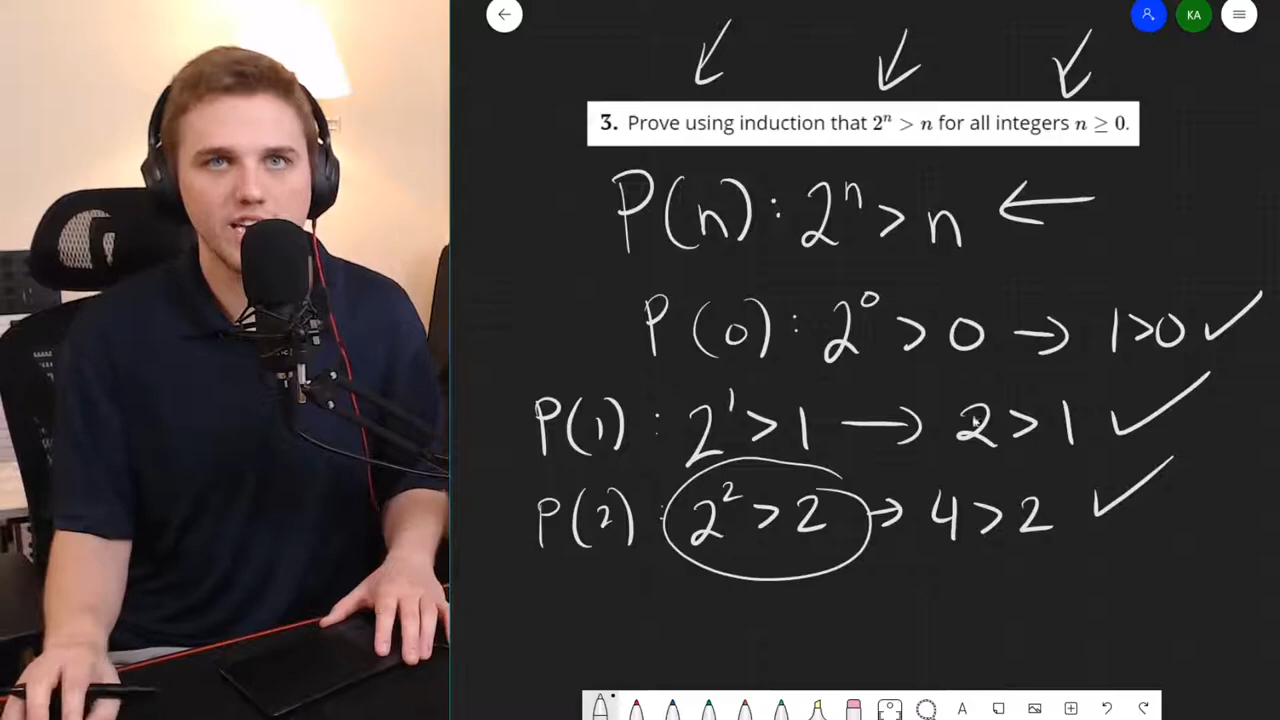 KA
3. Prove using induction that 2ⁿ > n for all integers n ≥ 0.
P(n): 2ⁿ > n ←
P(0): 2⁰ > 0 → 1>0 ✓
P(1): 2¹ > 1 → 2 > 1 ✓
P(2): 2² > 2 → 4 > 2 ✓
A